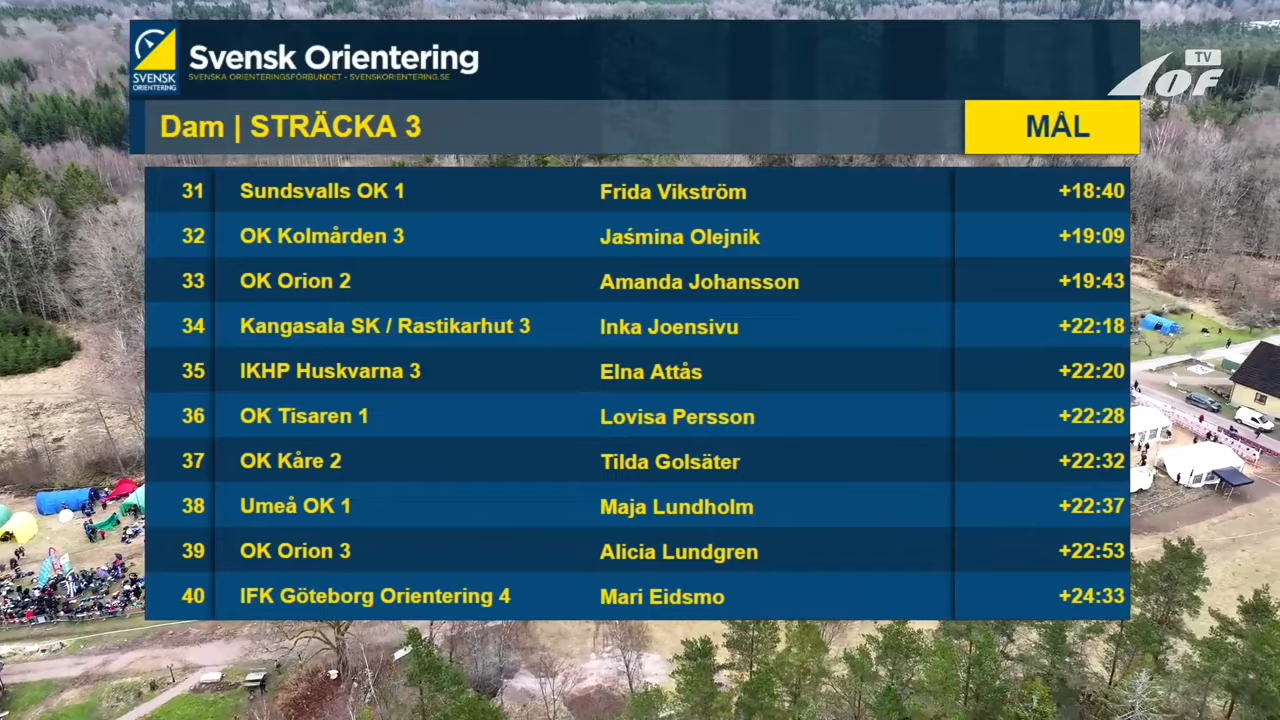 Svensk Orientering
SVENSKA ORIENTERINGSFÖRBUNDET - SVENSKORIENTERING.SE
SVENSK
ORIENTERING
TV
OF
Dam | STRÄCKA 3 MÅL
31 Sundsvalls OK 1 Frida Vikström +18:40
32 OK Kolmården 3 Jaśmina Olejnik +19:09
33 OK Orion 2 Amanda Johansson +19:43
34 Kangasala SK / Rastikarhut 3 Inka Joensivu +22:18
35 IKHP Huskvarna 3 Elna Attås +22:20
36 OK Tisaren 1 Lovisa Persson +22:28
37 OK Kåre 2 Tilda Golsäter +22:32
38 Umeå OK 1 Maja Lundholm +22:37
39 OK Orion 3 Alicia Lundgren +22:53
40 IFK Göteborg Orientering 4 Mari Eidsmo +24:33